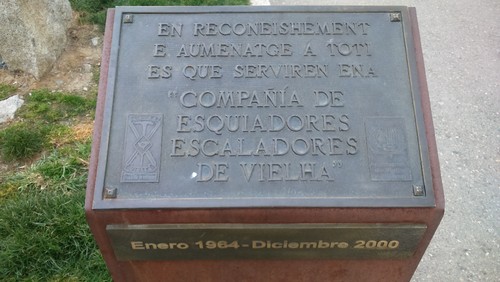 EN RECONEISHEMENT
E AUMENATGE A TOTI
ES QUE SERVIREN ENA
"COMPAÑÍA DE
ESQUIADORES
ESCALADORES
DE VIELHA"
Enero 1964 - Diciembre 2000